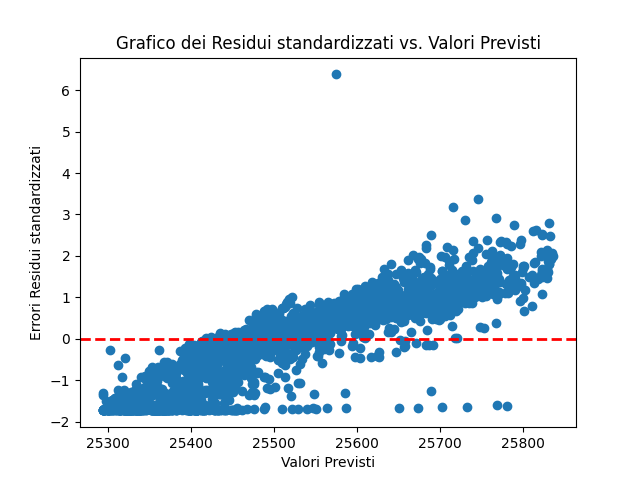 Grafico dei Residui standardizzati vs. Valori Previsti
Errori Residui standardizzati
6
5
4
3
2
1
0
−1
−2
25300 25400 25500 25600 25700 25800
Valori Previsti